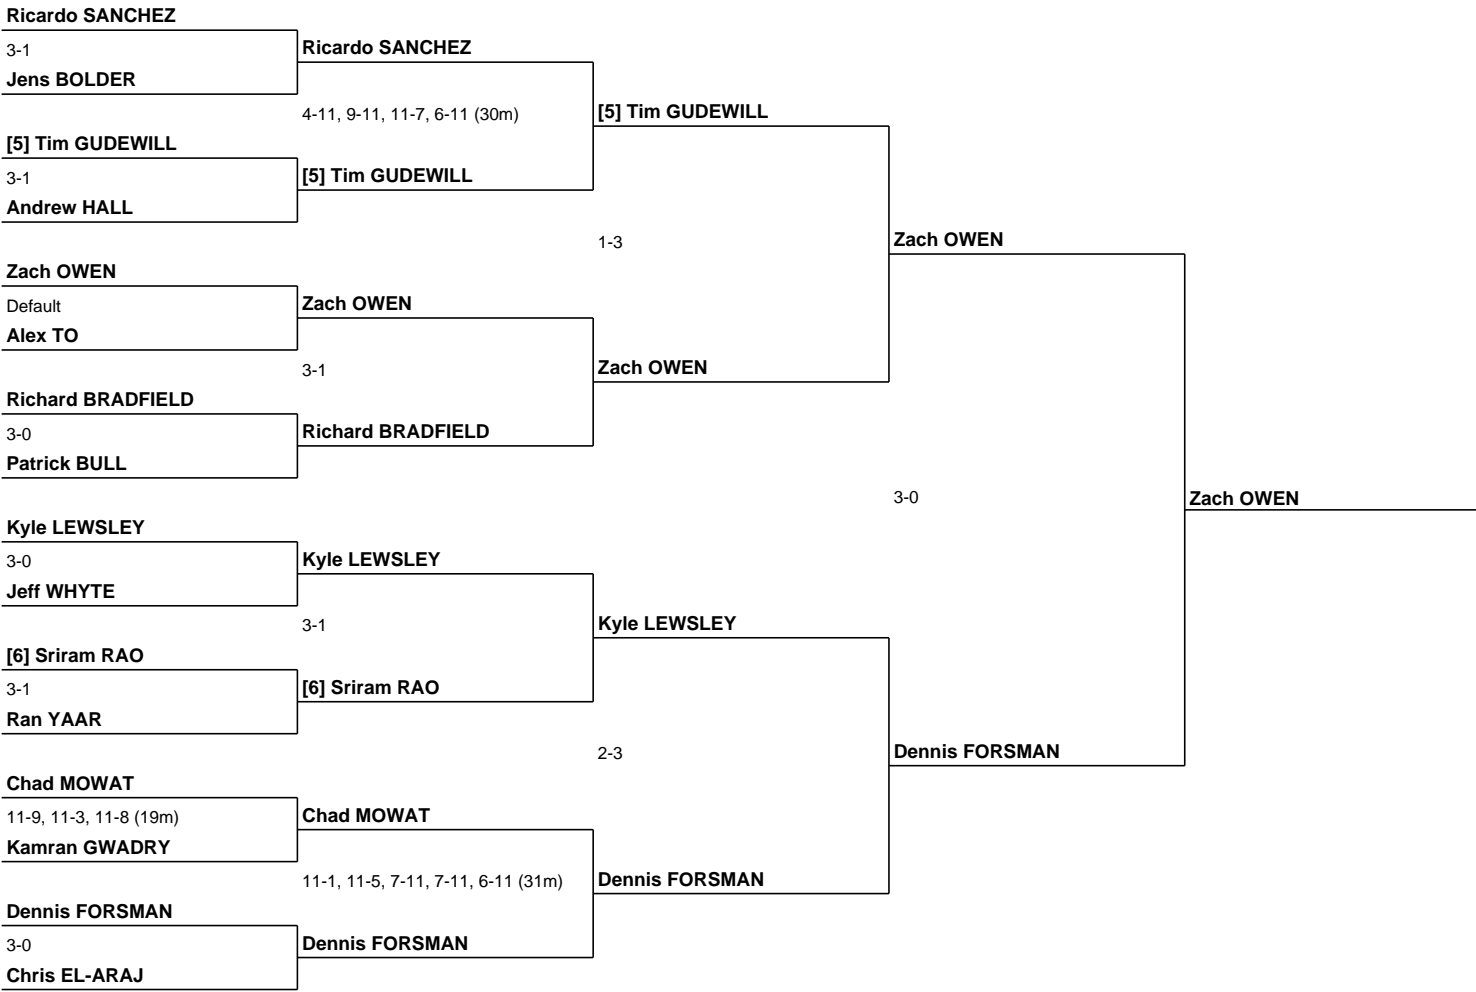 Ricardo SANCHEZ
3-1
Jens BOLDER
[5] Tim GUDEWILL
3-1
Andrew HALL
Zach OWEN
Default
Alex TO
Richard BRADFIELD
3-0
Patrick BULL
Kyle LEWSLEY
3-0
Jeff WHYTE
[6] Sriram RAO
3-1
Ran YAAR
Chad MOWAT
11-9, 11-3, 11-8 (19m)
Kamran GWADRY
Dennis FORSMAN
3-0
Chris EL-ARAJ
Ricardo SANCHEZ
4-11, 9-11, 11-7, 6-11 (30m)
[5] Tim GUDEWILL
Zach OWEN
3-1
Richard BRADFIELD
Kyle LEWSLEY
3-1
[6] Sriram RAO
Chad MOWAT
11-1, 11-5, 7-11, 7-11, 6-11 (31m)
Dennis FORSMAN
[5] Tim GUDEWILL
1-3
Zach OWEN
Kyle LEWSLEY
2-3
Dennis FORSMAN
Zach OWEN
3-0
Dennis FORSMAN
Zach OWEN